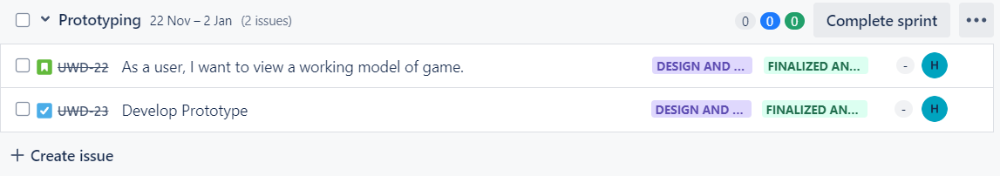 Prototyping 22 Nov – 2 Jan (2 issues) 0 0 0 Complete sprint
UWD-22 As a user, I want to view a working model of game. DESIGN AND ... FINALIZED AN... - H
UWD-23 Develop Prototype DESIGN AND ... FINALIZED AN... - H
+ Create issue